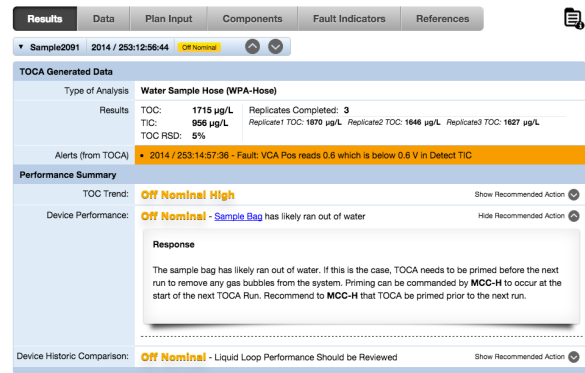 Results Data Plan Input Components Fault Indicators References
▼ Sample2091 2014 / 253:12:56:44 Off Nominal
TOCA Generated Data
Type of Analysis Water Sample Hose (WPA-Hose)
Results TOC: 1715 µg/L Replicates Completed: 3
TIC: 956 µg/L Replicate1 TOC: 1870 µg/L Replicate2 TOC: 1646 µg/L Replicate3 TOC: 1627 µg/L
TOC RSD: 5%
Alerts (from TOCA) • 2014 / 253:14:57:36 - Fault: VCA Pos reads 0.6 which is below 0.6 V in Detect TIC
Performance Summary
TOC Trend: Off Nominal High Show Recommended Action
Device Performance: Off Nominal - Sample Bag has likely ran out of water Hide Recommended Action
Response
The sample bag has likely ran out of water. If this is the case, TOCA needs to be primed before the next
run to remove any gas bubbles from the system. Priming can be commanded by MCC-H to occur at the
start of the next TOCA Run. Recommend to MCC-H that TOCA be primed prior to the next run.
Device Historic Comparison: Off Nominal - Liquid Loop Performance Should be Reviewed Show Recommended Action